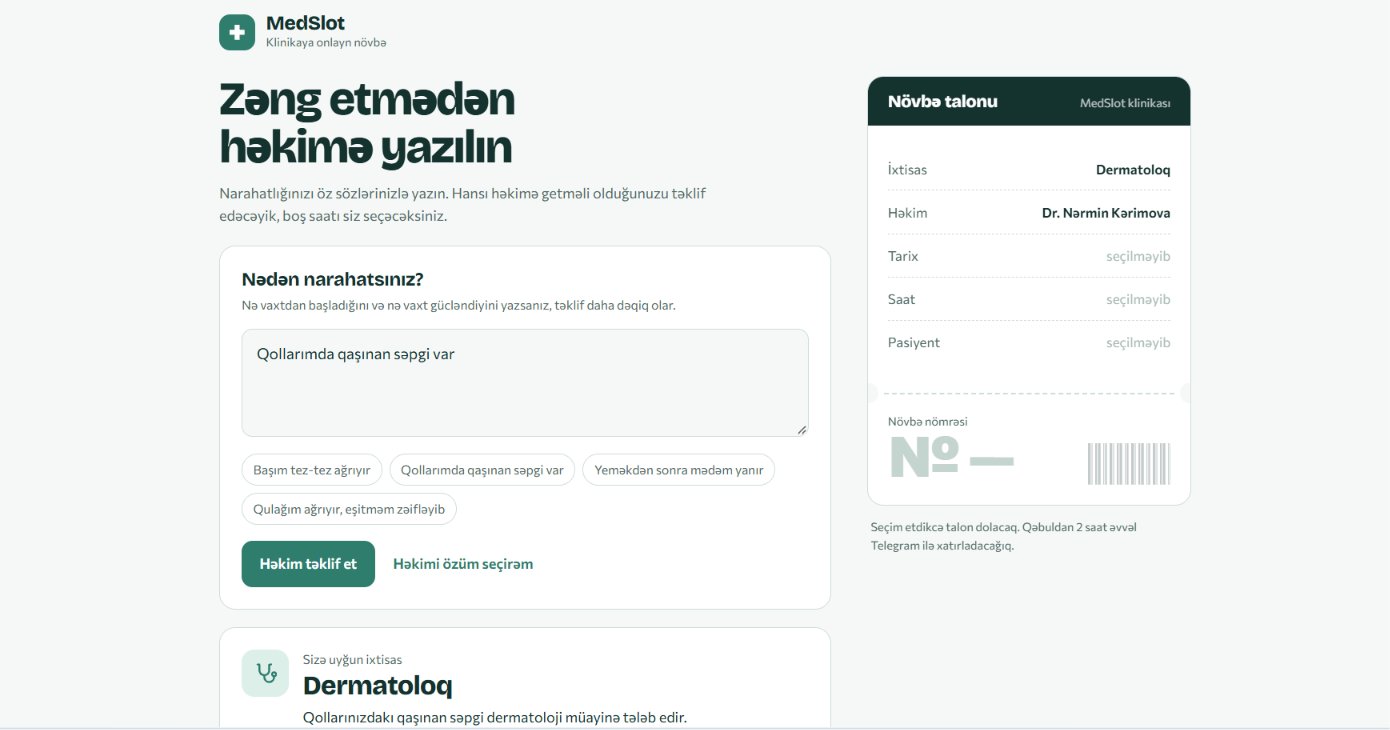 MedSlot
Klinikaya onlayn növbə
Zəng etmədən
həkimə yazılın
Narahatlığınızı öz sözlərinizlə yazın. Hansı həkimə getməli olduğunuzu təklif
edəcəyik, boş saatı siz seçəcəksiniz.
Nədən narahatsınız?
Nə vaxtdan başladığını və nə vaxt gücləndiyini yazsanız, təklif daha dəqiq olar.
Qollarımda qaşınan səpgi var
Başım tez-tez ağrıyır
Qollarımda qaşınan səpgi var
Yeməkdən sonra mədəm yanır
Qulağım ağrıyır, eşitməm zəifləyib
Həkim təklif et
Həkimi özüm seçirəm
Sizə uyğun ixtisas
Dermatoloq
Qollarınızdakı qaşınan səpgi dermatoloji müayinə tələb edir.
Növbə talonu
MedSlot klinikası
İxtisas
Dermatoloq
Həkim
Dr. Nərmin Kərimova
Tarix
seçilməyib
Saat
seçilməyib
Pasiyent
seçilməyib
Növbə nömrəsi
№ —
Seçim etdikcə talon dolacaq. Qəbuldan 2 saat əvvəl
Telegram ilə xatırladacağıq.